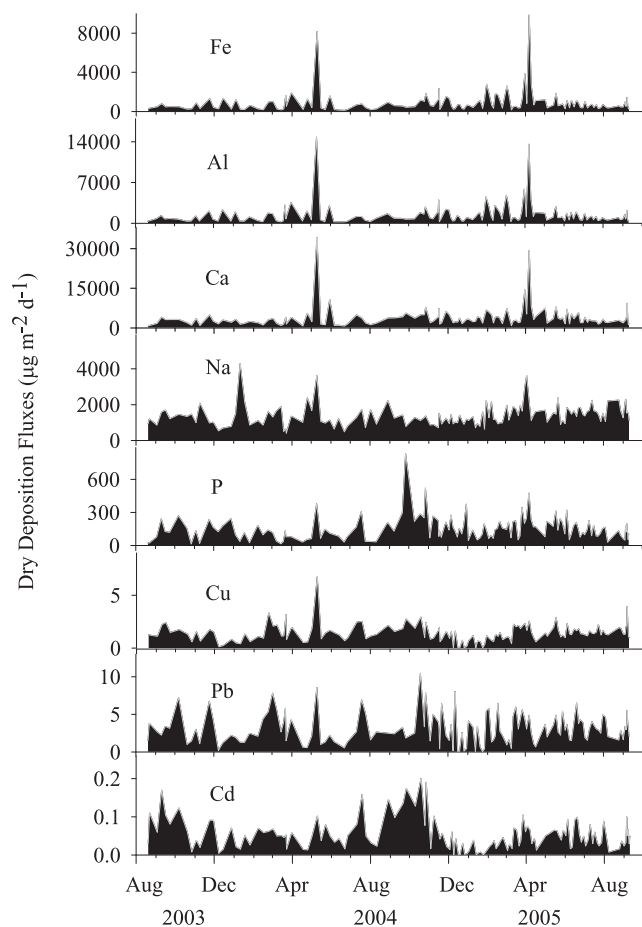 Dry Deposition Fluxes (μg m-2 d-1)
8000
Fe
4000
0
14000
Al
7000
0
30000
Ca
15000
0
4000
Na
2000
0
600
P
300
0
5
Cu
0
10
Pb
5
0
0.2
Cd
0.1
0.0
Aug Dec Apr Aug Dec Apr Aug
2003 2004 2005